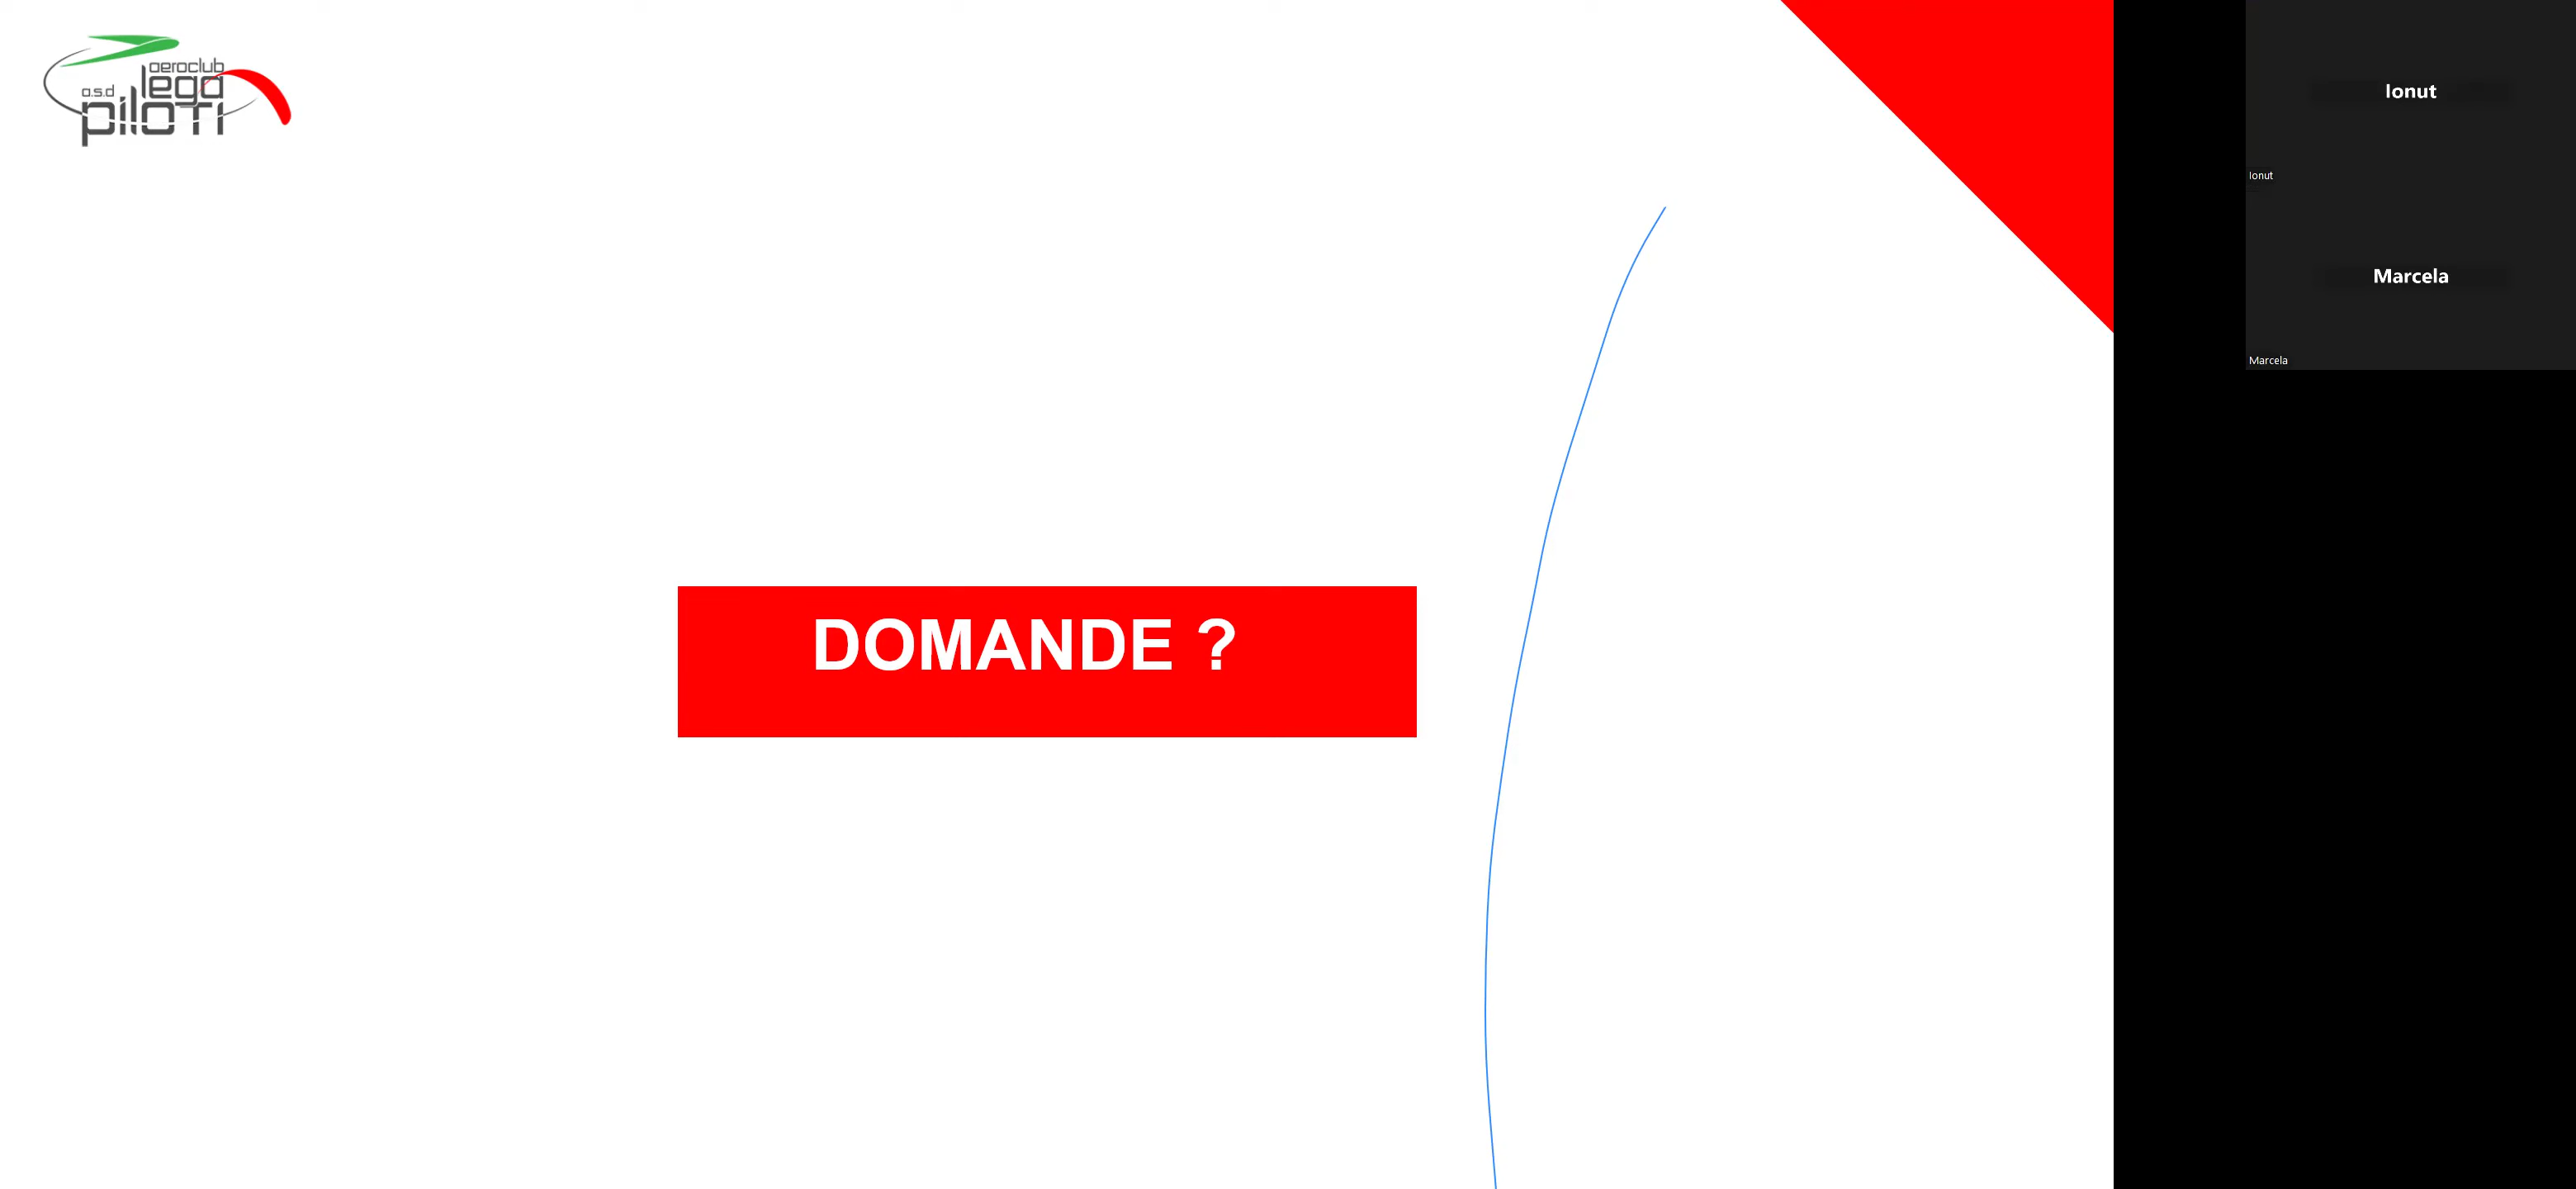 aeroclub
lega
a.s.d
piloti
DOMANDE ?
Ionut
Ionut
Marcela
Marcela